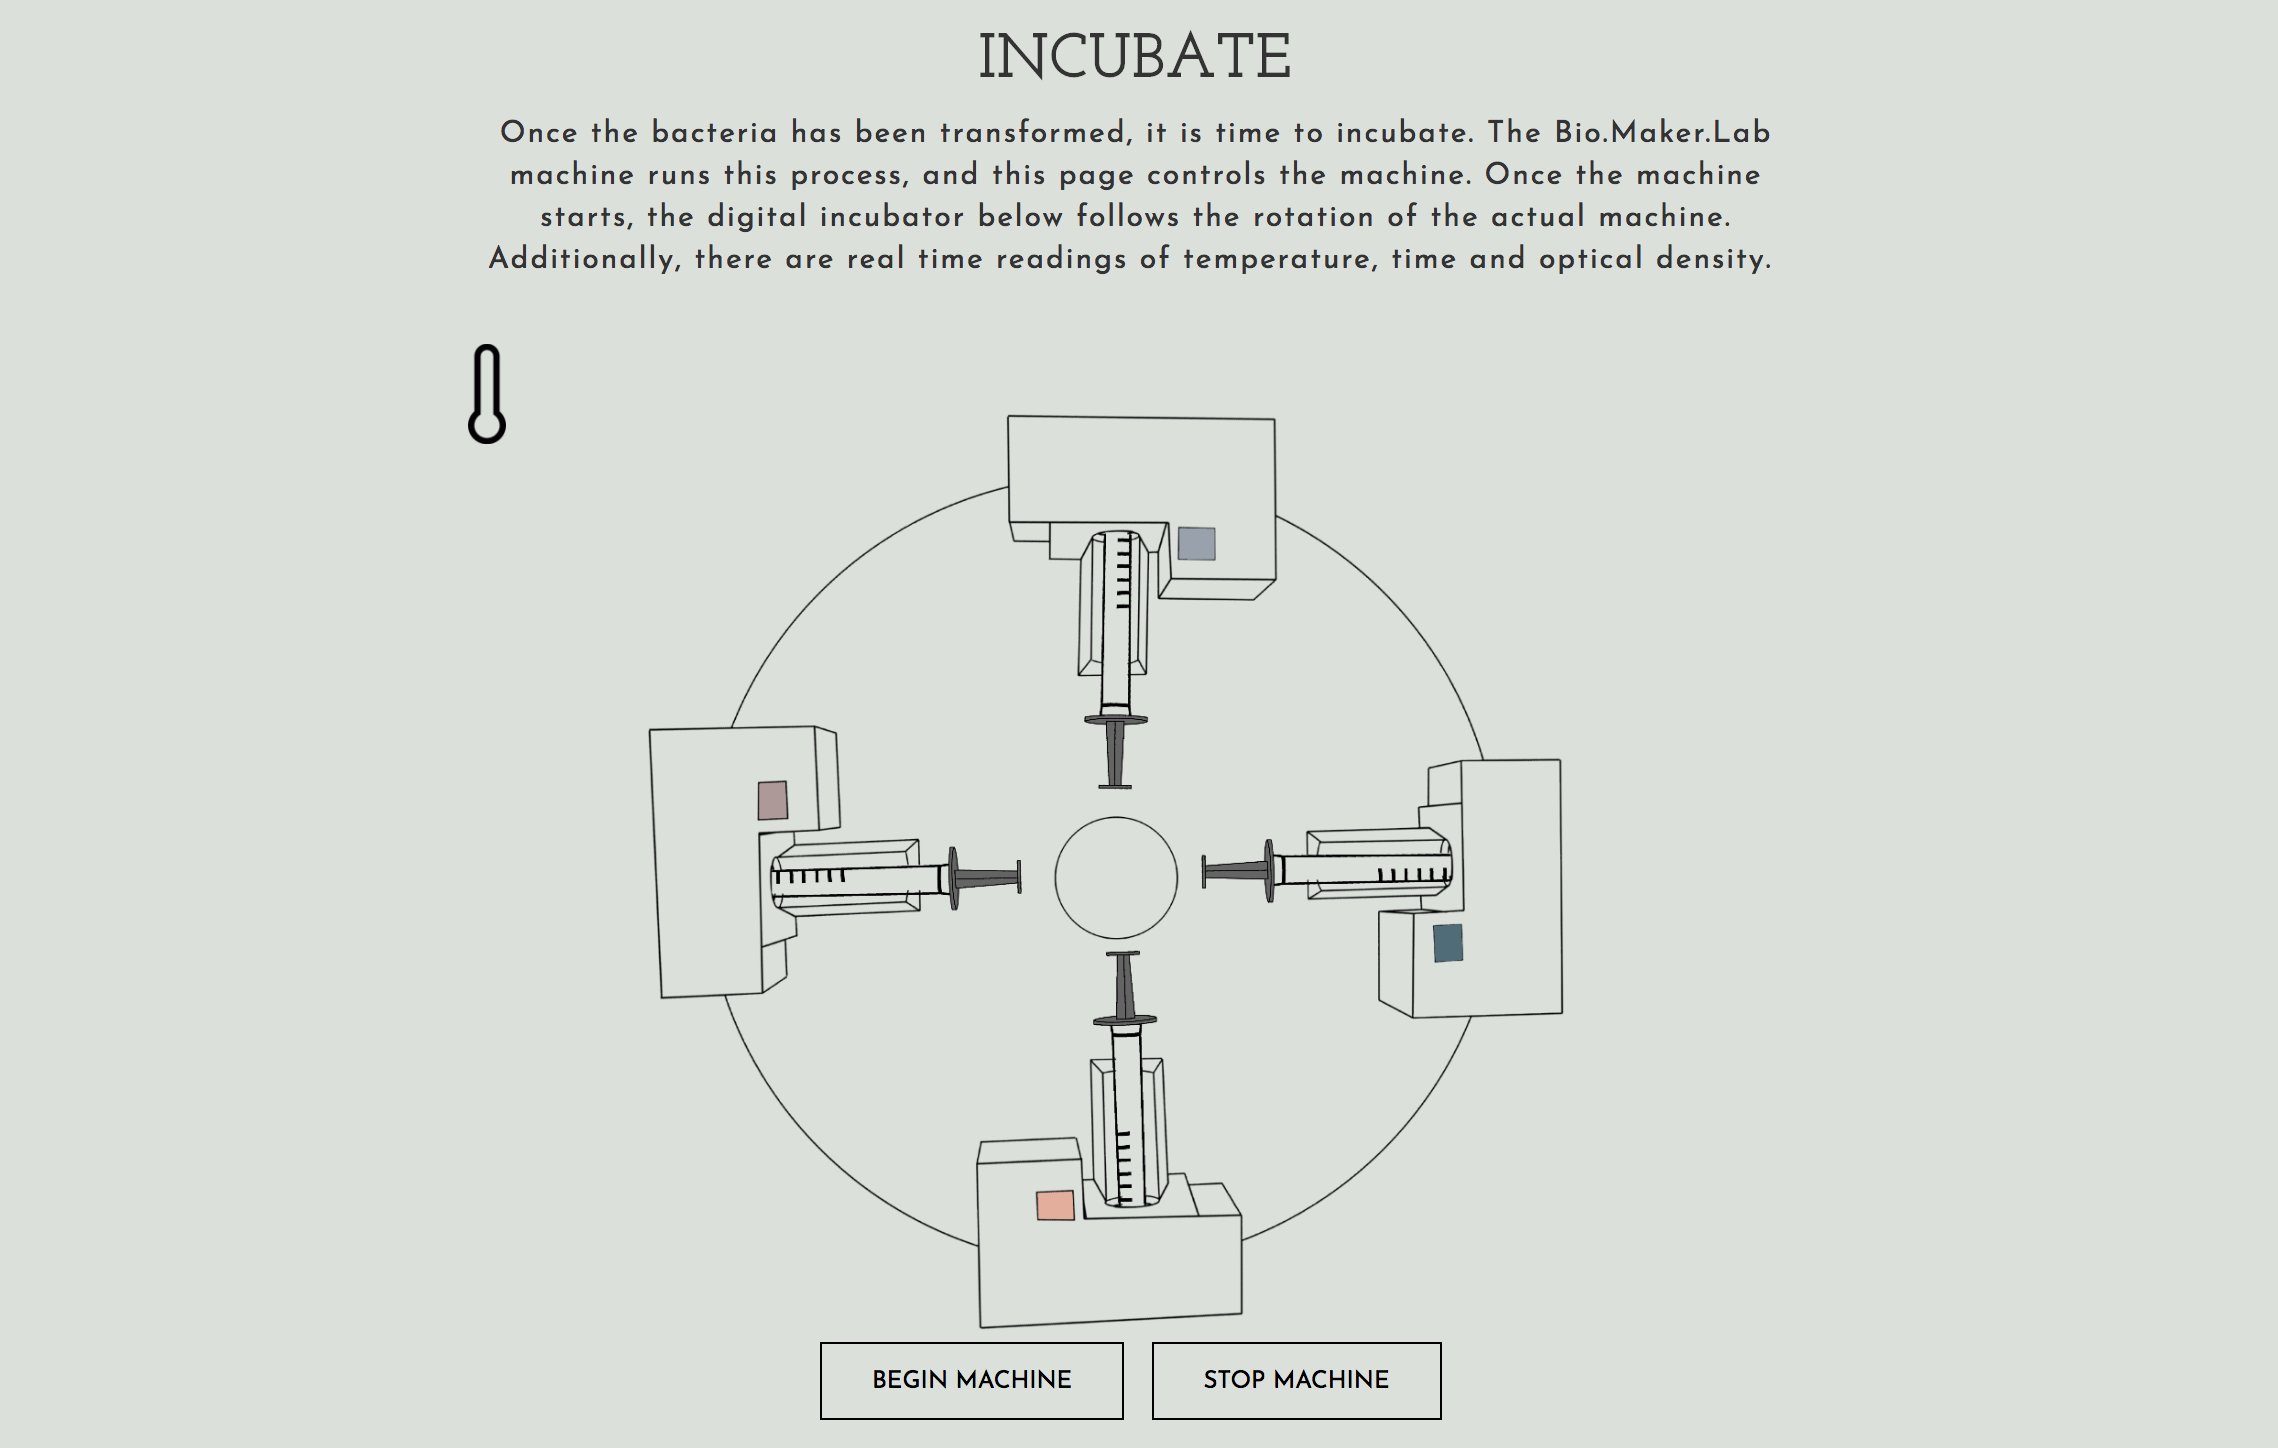 INCUBATE
Once the bacteria has been transformed, it is time to incubate. The Bio.Maker.Lab
machine runs this process, and this page controls the machine. Once the machine
starts, the digital incubator below follows the rotation of the actual machine.
Additionally, there are real time readings of temperature, time and optical density.
BEGIN MACHINE
STOP MACHINE